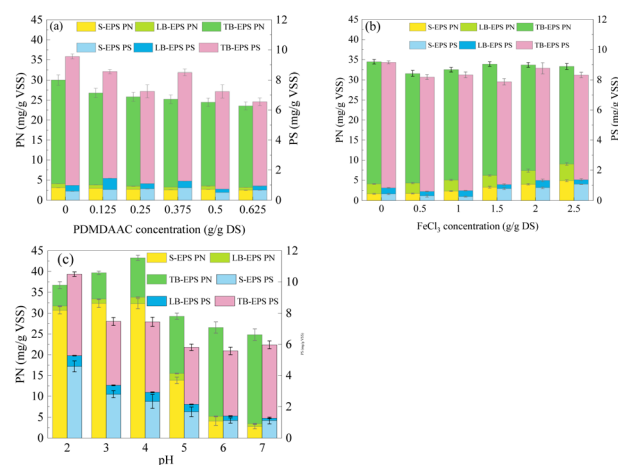 (a)
S-EPS PN LB-EPS PN TB-EPS PN
S-EPS PS LB-EPS PS TB-EPS PS
PN (mg/g VSS)
45
40
35
30
25
20
15
10
5
0
PS (mg/g VSS)
12
10
8
6
4
2
0
0 0.125 0.25 0.375 0.5 0.625
PDMDAAC concentration (g/g DS)
(b)
S-EPS PN LB-EPS PN TB-EPS PN
S-EPS PS LB-EPS PS TB-EPS PS
PN (mg/g VSS)
45
40
35
30
25
20
15
10
5
0
PS (mg/g VSS)
12
10
8
6
4
2
0
0 0.5 1 1.5 2 2.5
FeCl₃ concentration (g/g DS)
(c)
S-EPS PN LB-EPS PN
TB-EPS PN S-EPS PS
LB-EPS PS TB-EPS PS
PN (mg/g VSS)
45
40
35
30
25
20
15
10
5
0
PS (mg/g VSS)
12
10
8
6
4
2
0
2 3 4 5 6 7
pH